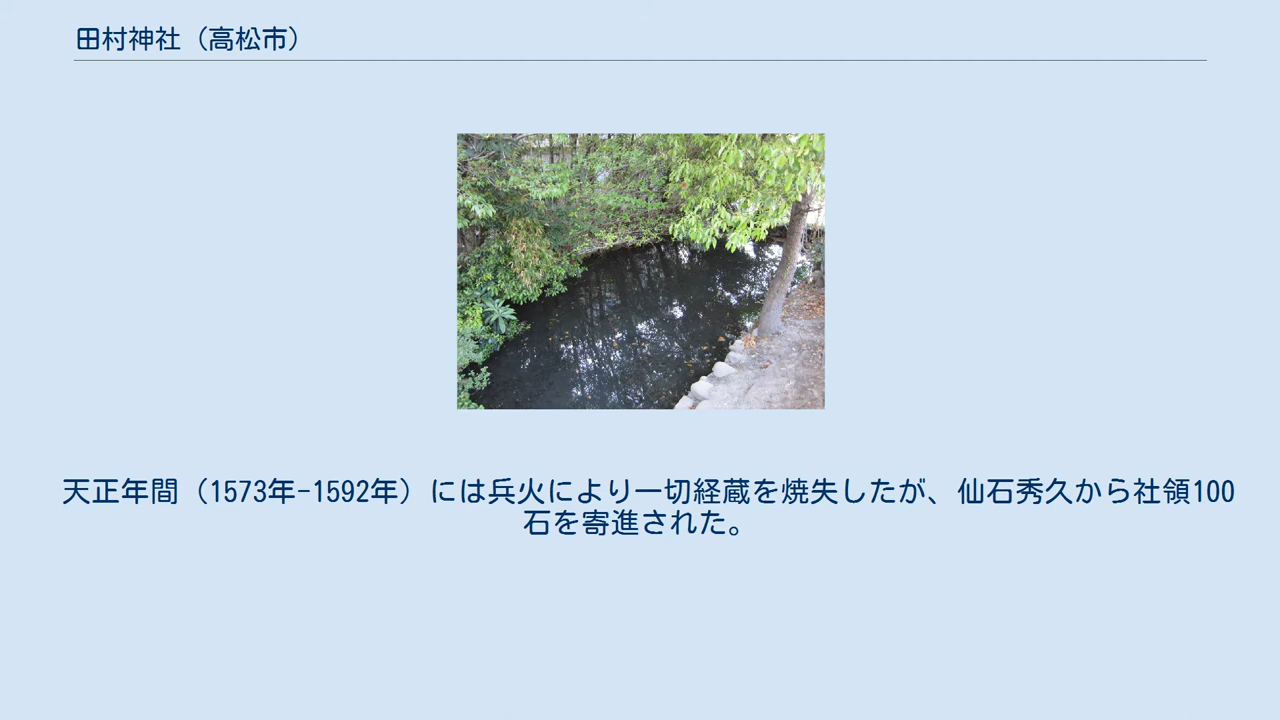 田村神社（高松市）
天正年間（1573年-1592年）には兵火により一切経蔵を焼失したが、仙石秀久から社領100
石を寄進された。